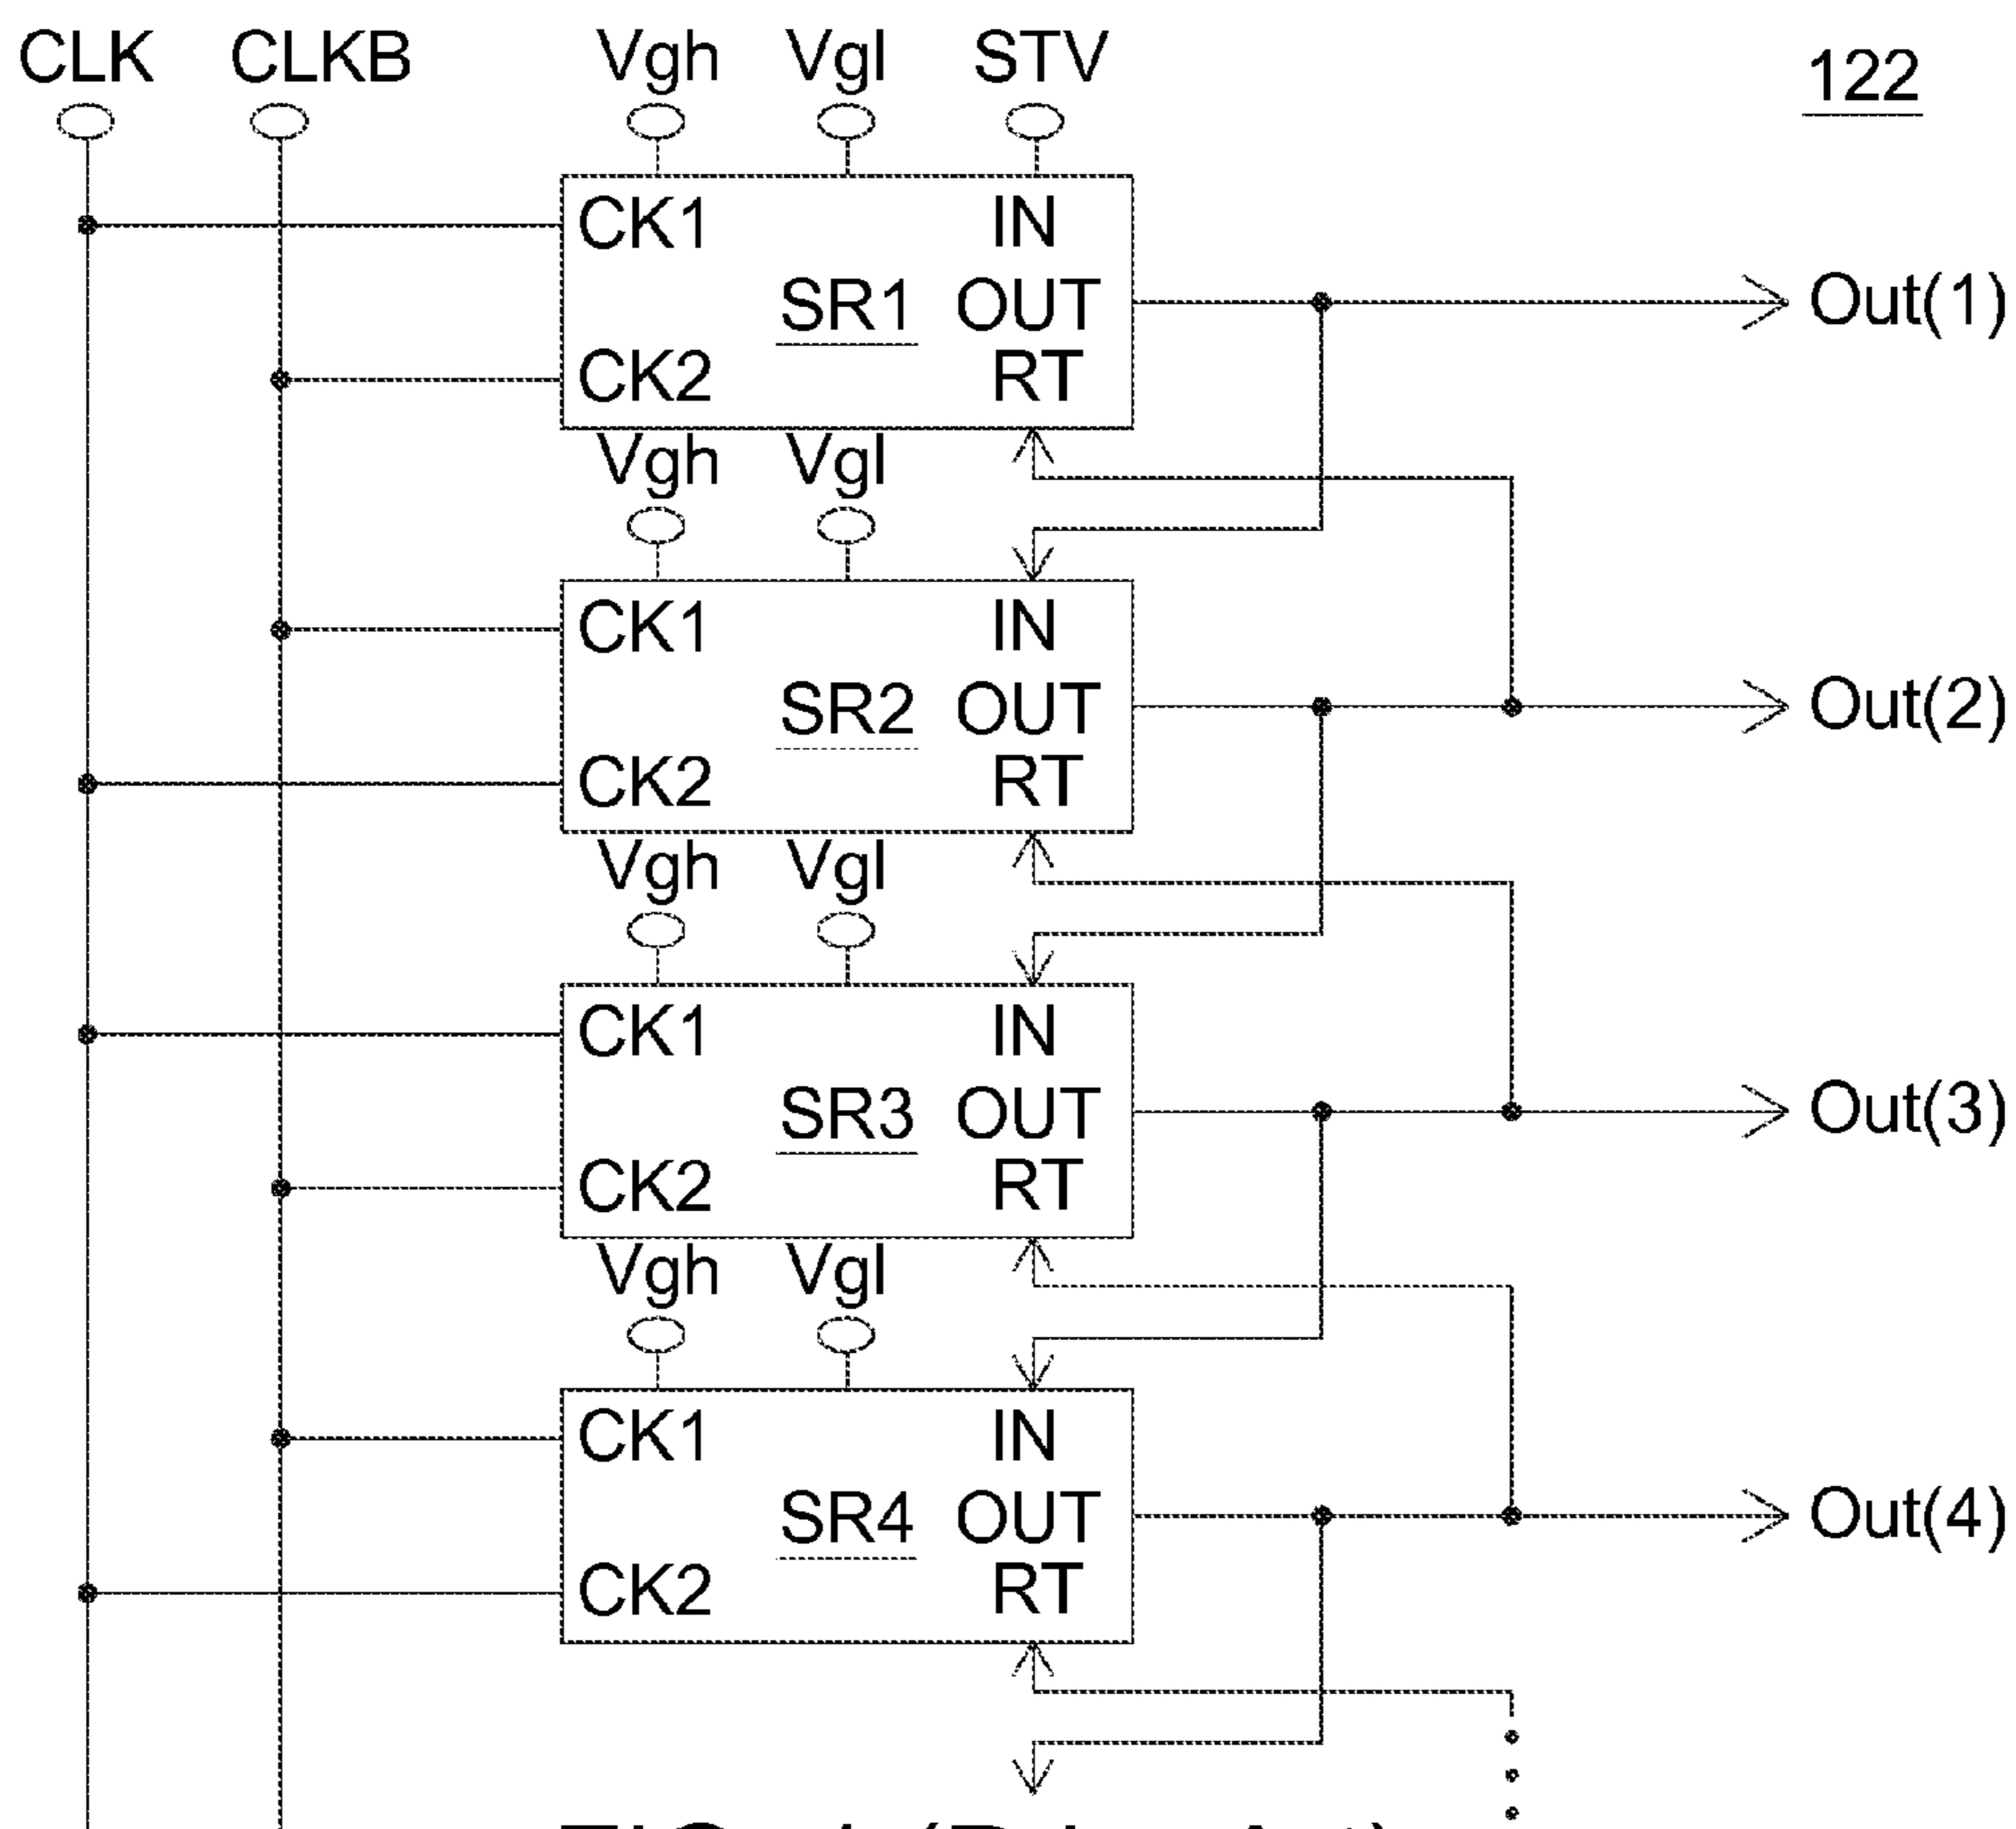 CLK CLKB Vgh Vgl STV 122
CK1 IN
SR1 OUT Out(1)
CK2 RT
Vgh Vgl
CK1 IN
SR2 OUT Out(2)
CK2 RT
Vgh Vgl
CK1 IN
SR3 OUT Out(3)
CK2 RT
Vgh Vgl
CK1 IN
SR4 OUT Out(4)
CK2 RT